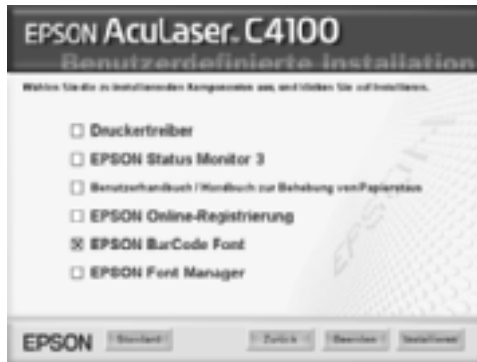 EPSON AcuLaser C4100
Benutzerdefinierte Installation
Wählen Sie die zu installierenden Komponenten aus, und klicken Sie auf Installieren.
Druckertreiber
EPSON Status Monitor 3
Benutzerhandbuch / Handbuch zur Behebung von Papierstaus
EPSON Online-Registrierung
EPSON BarCode Font
EPSON Font Manager
EPSON
EPSON Standard Zurück Beenden Installieren